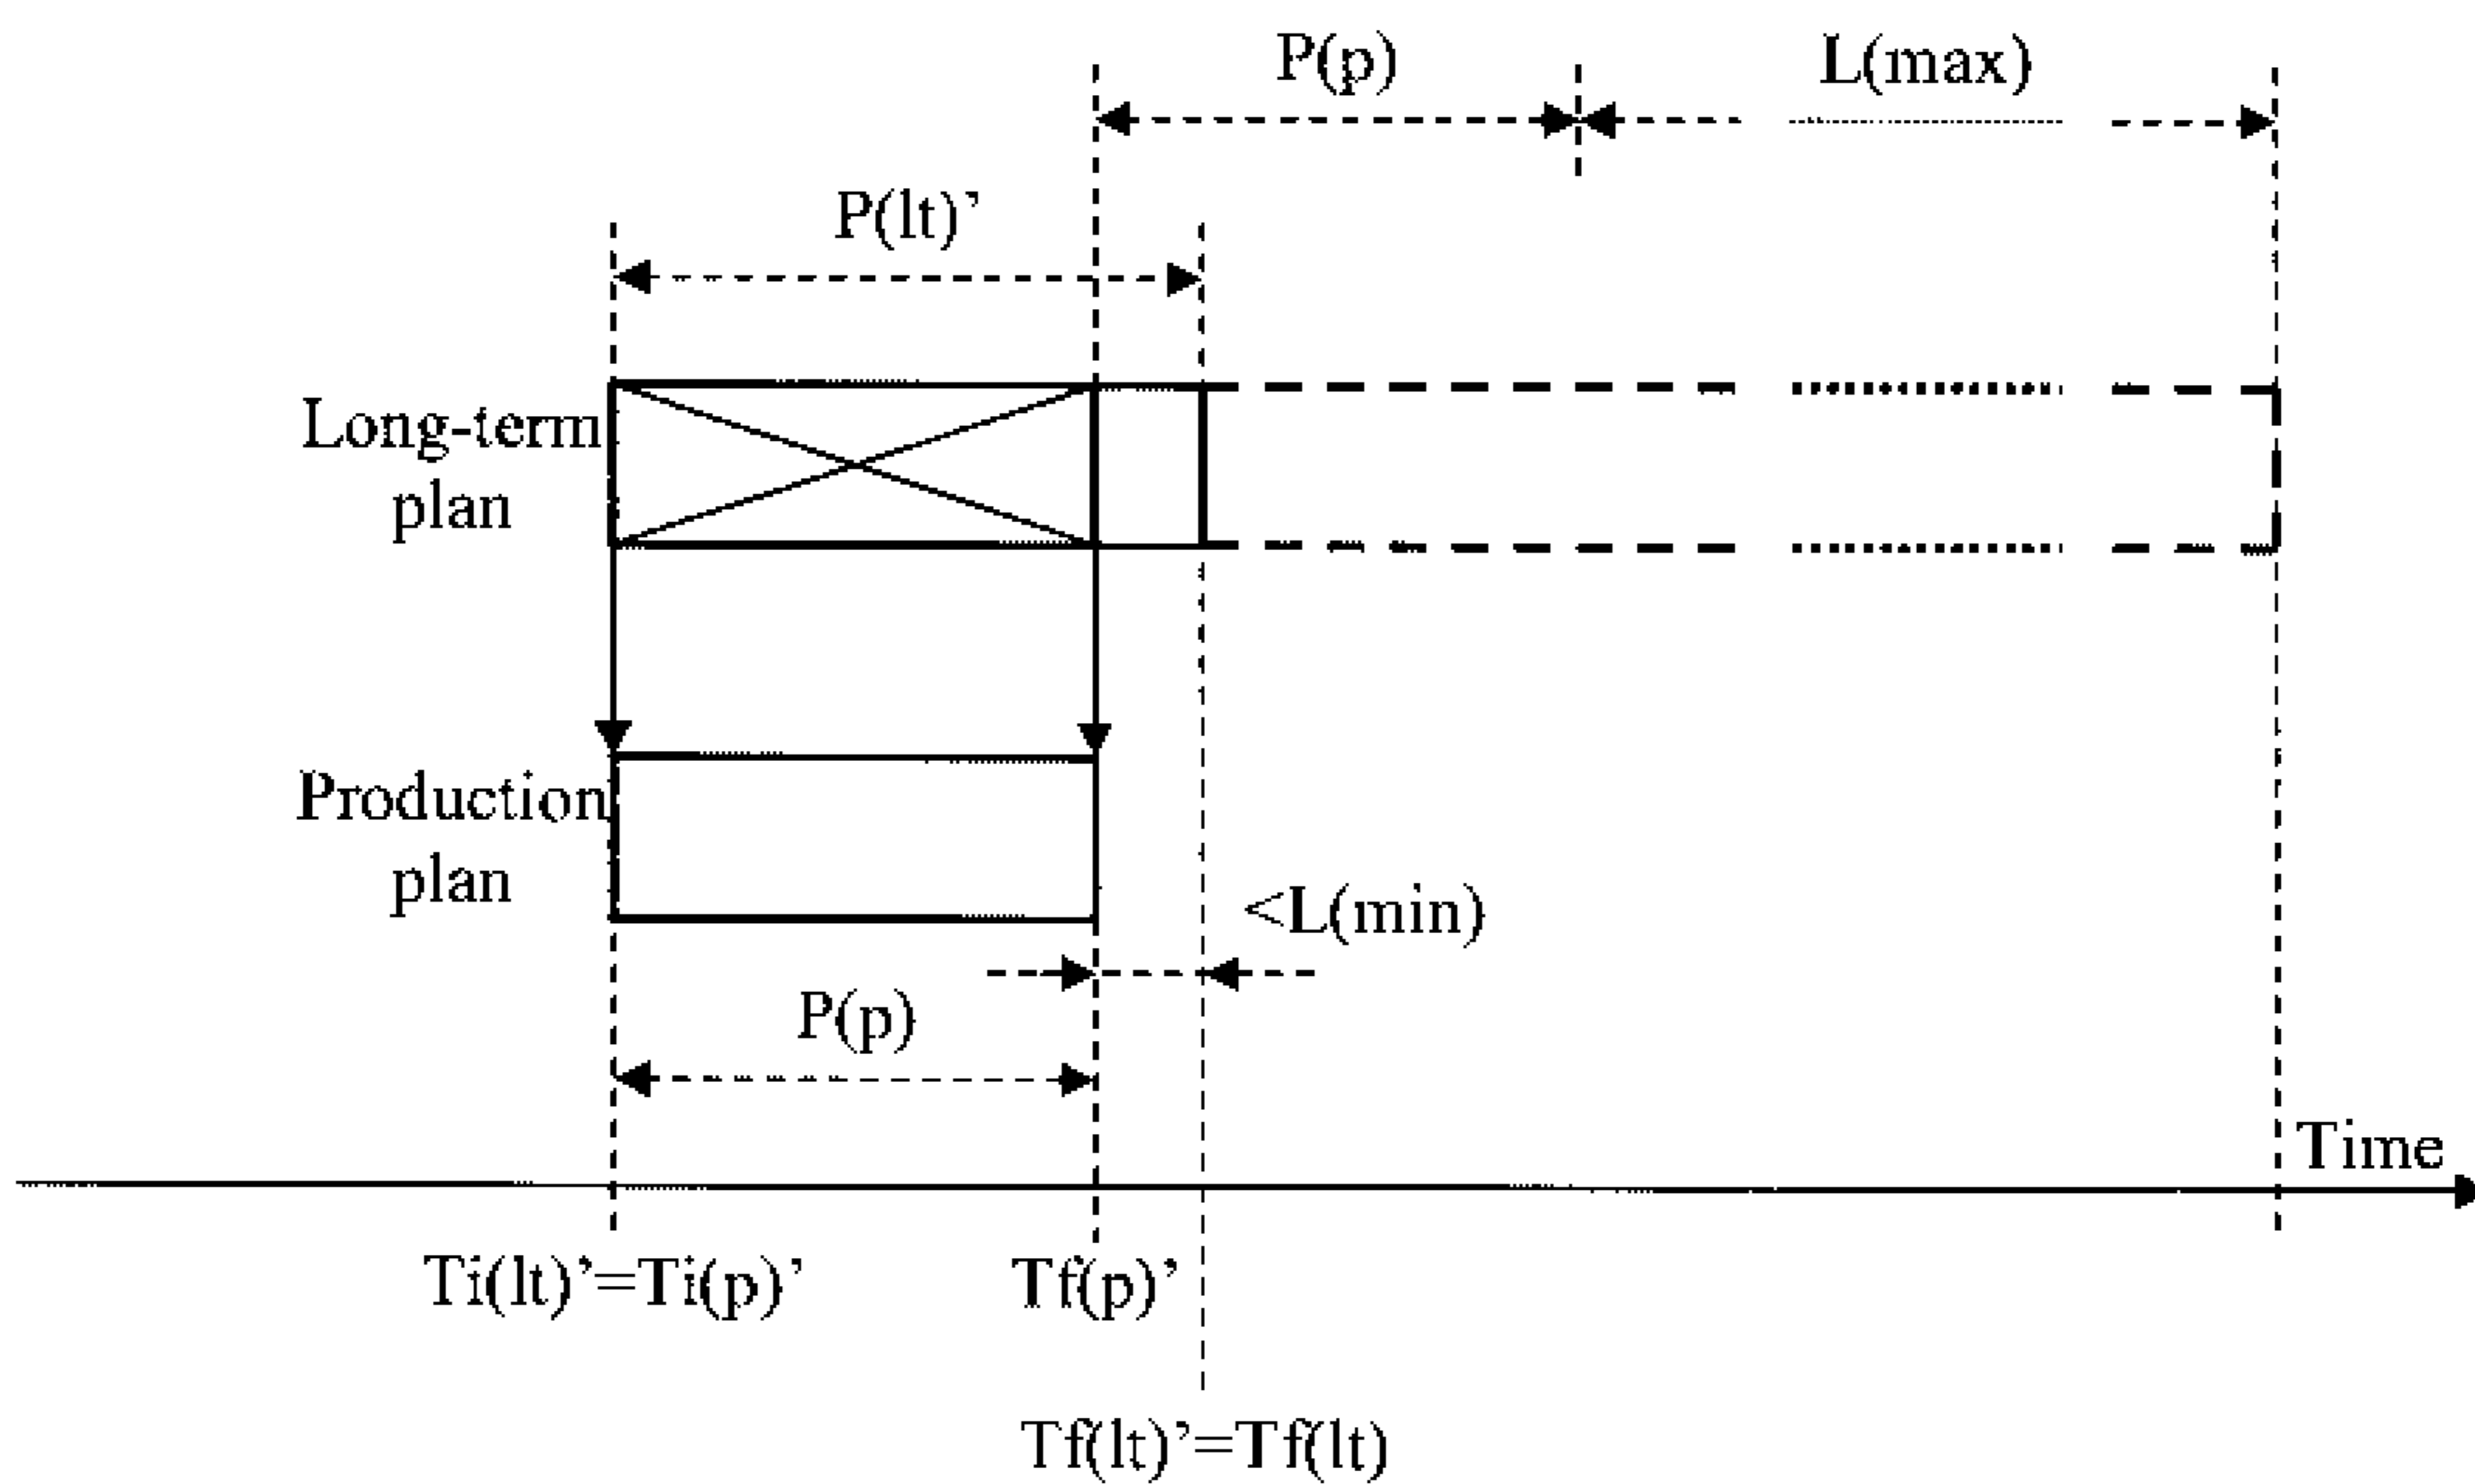 P(p)
L(max)
P(lt)’
Long-term
plan
Production
plan
<L(min)
P(p)
Time
Ti(lt)’=Ti(p)’
Tf(p)’
Tf(lt)’=Tf(lt)